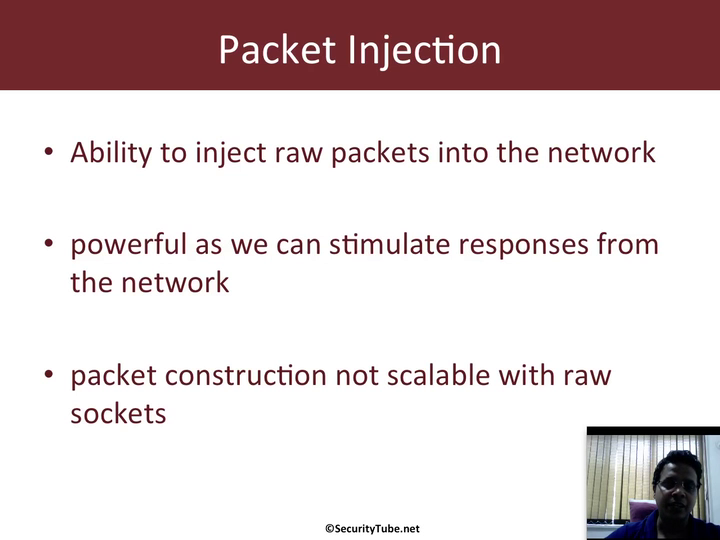 Packet Injection
• Ability to inject raw packets into the network
• powerful as we can stimulate responses from
the network
• packet construction not scalable with raw
sockets
©SecurityTube.net